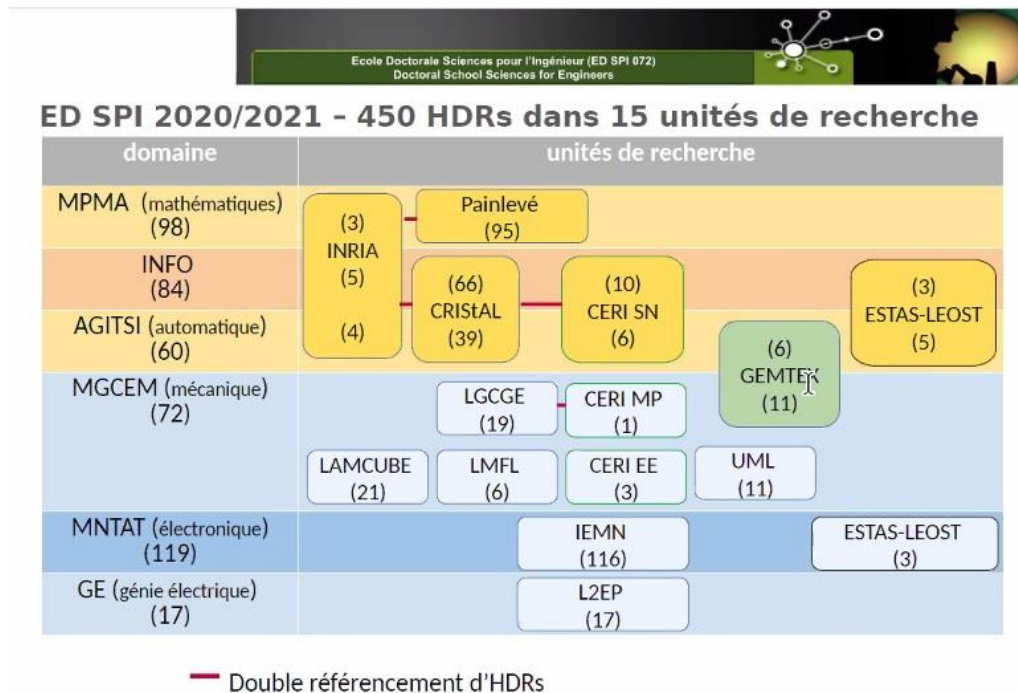 Ecole Doctorale Sciences pour l'Ingénieur (ED SPI 072)
Doctoral School Sciences for Engineers
ED SPI 2020/2021 – 450 HDRs dans 15 unités de recherche
domaine
unités de recherche
MPMA (mathématiques)
(98)
(3)
INRIA
(5)
(4)
Painlevé
(95)
INFO
(84)
(66)
CRIStAL
(39)
(10)
CERI SN
(6)
(3)
ESTAS-LEOST
(5)
AGITSI (automatique)
(60)
(6)
GEMTEX
(11)
MGCEM (mécanique)
(72)
LGCGE
(19)
CERI MP
(1)
LAMCUBE
(21)
LMFL
(6)
CERI EE
(3)
UML
(11)
MNTAT (électronique)
(119)
IEMN
(116)
ESTAS-LEOST
(3)
GE (génie électrique)
(17)
L2EP
(17)
Double référencement d'HDRs